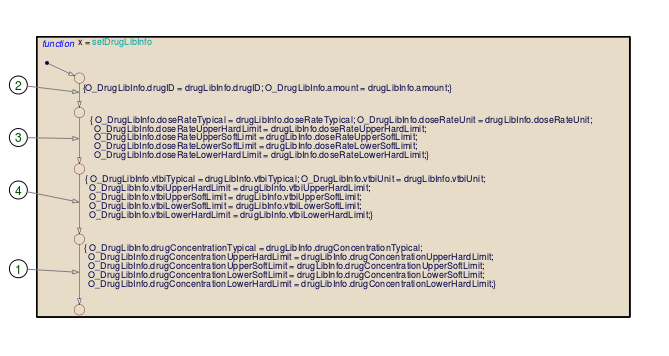 function x = setDrugLibInfo
2
{O_DrugLibInfo.drugID = drugLibInfo.drugID; O_DrugLibInfo.amount = drugLibInfo.amount;}
{ O_DrugLibInfo.doseRateTypical = drugLibInfo.doseRateTypical; O_DrugLibInfo.doseRateUnit = drugLibInfo.doseRateUnit;
O_DrugLibInfo.doseRateUpperHardLimit = drugLibInfo.doseRateUpperHardLimit;
3
O_DrugLibInfo.doseRateUpperSoftLimit = drugLibInfo.doseRateUpperSoftLimit;
O_DrugLibInfo.doseRateLowerSoftLimit = drugLibInfo.doseRateLowerSoftLimit;
O_DrugLibInfo.doseRateLowerHardLimit = drugLibInfo.doseRateLowerHardLimit;}
{ O_DrugLibInfo.vtbiTypical = drugLibInfo.vtbiTypical; O_DrugLibInfo.vtbiUnit = drugLibInfo.vtbiUnit;
4
O_DrugLibInfo.vtbiUpperHardLimit = drugLibInfo.vtbiUpperHardLimit;
O_DrugLibInfo.vtbiUpperSoftLimit = drugLibInfo.vtbiUpperSoftLimit;
O_DrugLibInfo.vtbiLowerSoftLimit = drugLibInfo.vtbiLowerSoftLimit;
O_DrugLibInfo.vtbiLowerHardLimit = drugLibInfo.vtbiLowerHardLimit;}
{ O_DrugLibInfo.drugConcentrationTypical = drugLibInfo.drugConcentrationTypical;
O_DrugLibInfo.drugConcentrationUpperHardLimit = drugLibInfo.drugConcentrationUpperHardLimit;
1
O_DrugLibInfo.drugConcentrationUpperSoftLimit = drugLibInfo.drugConcentrationUpperSoftLimit;
O_DrugLibInfo.drugConcentrationLowerSoftLimit = drugLibInfo.drugConcentrationLowerSoftLimit;
O_DrugLibInfo.drugConcentrationLowerHardLimit = drugLibInfo.drugConcentrationLowerHardLimit;}